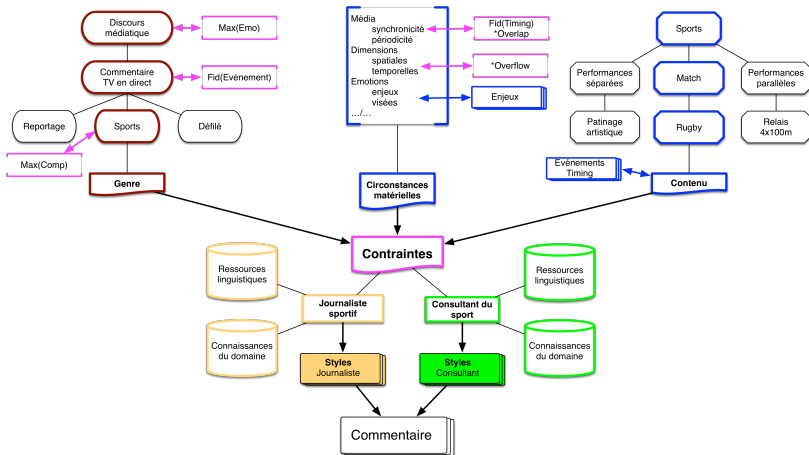 Discours
médiatique
Max(Emo)
Commentaire
TV en direct
Fid(Evènement)
Reportage
Sports
Défilé
Max(Comp)
Genre
Média
synchronicité
périodicité
Dimensions
spatiales
temporelles
Emotions
enjeux
visées
.../...
Fid(Timing)
*Overlap
*Overflow
Enjeux
Circonstances
matérielles
Sports
Performances
séparées
Match
Performances
parallèles
Patinage
artistique
Rugby
Relais
4x100m
Evènements
Timing
Contenu
Contraintes
Ressources
linguistiques
Journaliste
sportif
Connaissances
du domaine
Styles
Journaliste
Consultant du
sport
Ressources
linguistiques
Connaissances
du domaine
Styles
Consultant
Commentaire